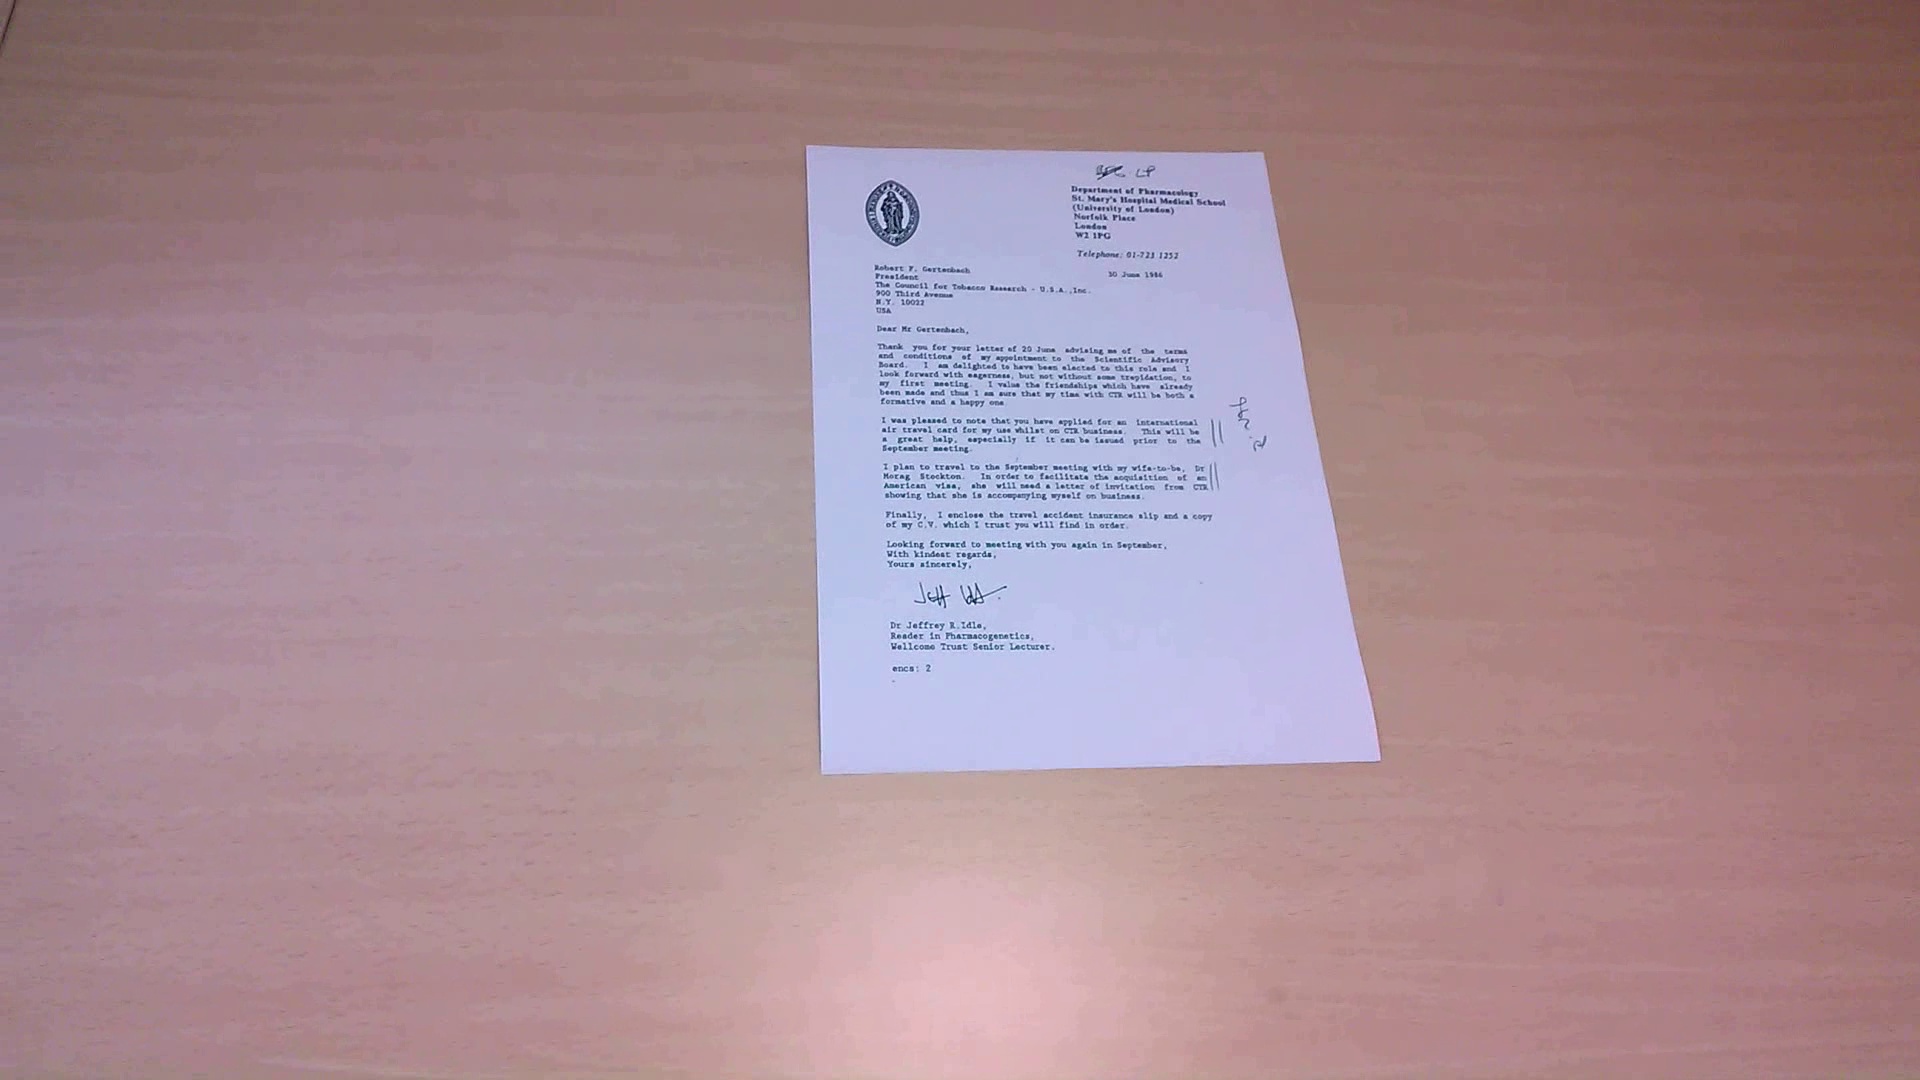 LP
Department of Pharmacology
St. Mary's Hospital Medical School
(University of London)
Norfolk Place
London
W2 1PG
Telephone: 01-723 1252
30 June 1986
Robert F. Gertenbach
President
The Council for Tobacco Research - U.S.A.,Inc.
900 Third Avenue
N.Y. 10022
USA
Dear Mr Gertenbach,
Thank you for your letter of 20 June advising me of the terms
and conditions of my appointment to the Scientific Advisory
Board. I am delighted to have been elected to this role and I
look forward with eagerness, but not without some trepidation, to
my first meeting. I value the friendships which have already
been made and thus I am sure that my time with CTR will be both a
formative and a happy one
I was pleased to note that you have applied for an international
air travel card for my use whilst on CTR business. This will be
a great help, especially if it can be issued prior to the
September meeting.
I plan to travel to the September meeting with my wife-to-be, Dr
Morag Stockton. In order to facilitate the acquisition of an
American visa, she will need a letter of invitation from CTR
showing that she is accompanying myself on business.
Finally, I enclose the travel accident insurance slip and a copy
of my C.V. which I trust you will find in order.
Looking forward to meeting with you again in September,
With kindest regards,
Yours sincerely,
Jeff
Dr Jeffrey R.Idle,
Reader in Pharmacogenetics,
Wellcome Trust Senior Lecturer.
encs: 2